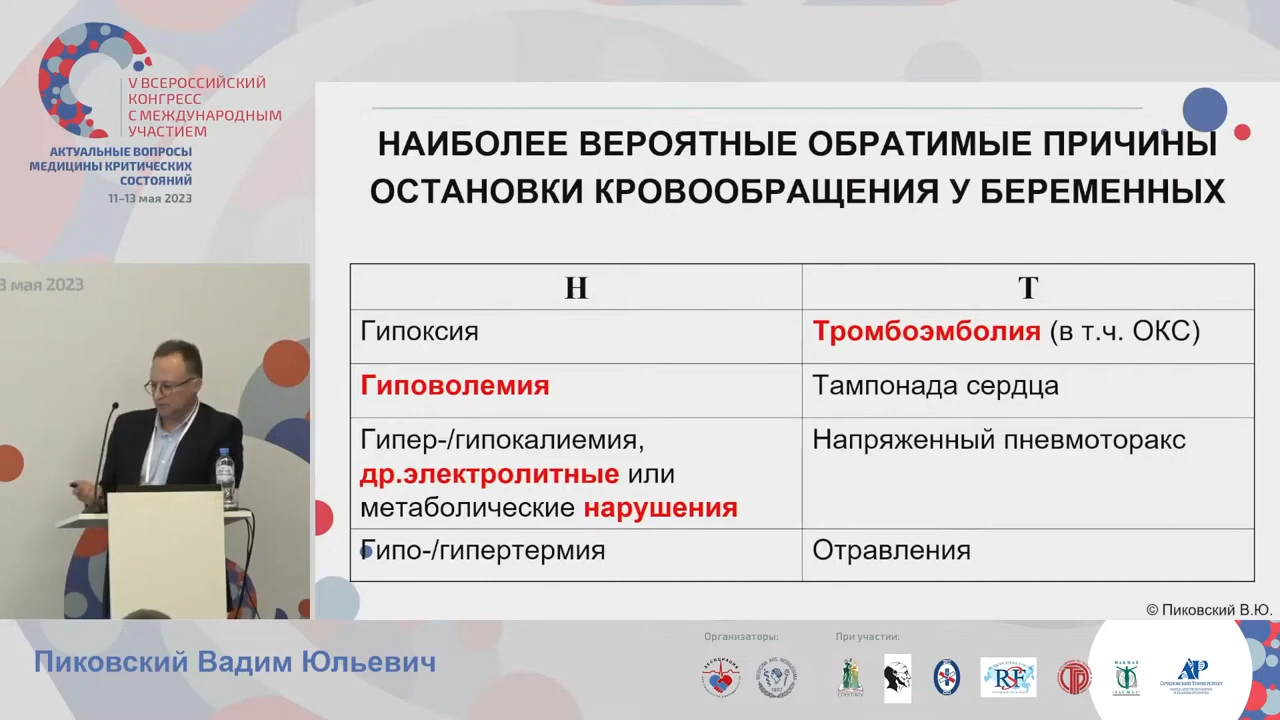 V ВСЕРОССИЙСКИЙ
КОНГРЕСС
С МЕЖДУНАРОДНЫМ
УЧАСТИЕМ
АКТУАЛЬНЫЕ ВОПРОСЫ
МЕДИЦИНЫ КРИТИЧЕСКИХ
СОСТОЯНИЙ
11–13 мая 2023
3 мая 2023
НАИБОЛЕЕ ВЕРОЯТНЫЕ ОБРАТИМЫЕ ПРИЧИНЫ
ОСТАНОВКИ КРОВООБРАЩЕНИЯ У БЕРЕМЕННЫХ
Н
Т
Гипоксия
Тромбоэмболия (в т.ч. ОКС)
Гиповолемия
Тампонада сердца
Гипер-/гипокалиемия,
др.электролитные или
метаболические нарушения
Напряженный пневмоторакс
Гипо-/гипертермия
Отравления
© Пиковский В.Ю.
Пиковский Вадим Юльевич
Организаторы:
При участии: